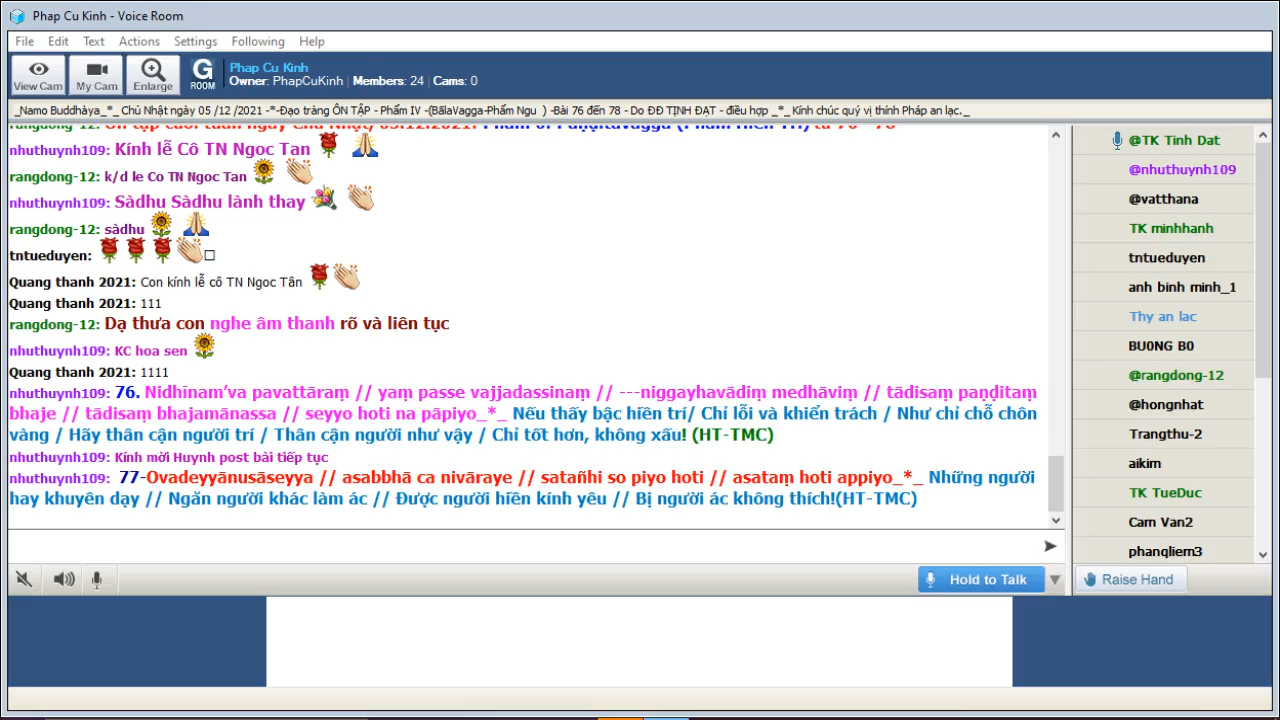 Phap Cu Kinh - Voice Room
File Edit Text Actions Settings Following Help
View Cam My Cam Enlarge G ROOM
Phap Cu Kinh
Owner: PhapCuKinh | Members: 24 | Cams: 0
_Namo Buddhàya_*_ Chủ Nhật ngày 05 /12 /2021 -*-Đạo tràng ÔN TẬP - Phẩm IV -(BālaVagga-Phẩm Ngu ) -Bài 76 đến 78 - Do ĐĐ TỊNH ĐẠT - điều hợp _*_ Kính chúc quý vị thính Pháp an lạc._
nhuthuynh109: Kính lễ Cô TN Ngoc Tan
rangdong-12: k/d le Co TN Ngoc Tan
nhuthuynh109: Sàdhu Sàdhu lành thay
rangdong-12: sàdhu
tntueduyen:
Quang thanh 2021: Con kính lễ cô TN Ngọc Tân
Quang thanh 2021: 111
rangdong-12: Dạ thưa con nghe âm thanh rõ và liên tục
nhuthuynh109: KC hoa sen
Quang thanh 2021: 1111
nhuthuynh109: 76. Nidhīnaṃ’va pavattāraṃ // yaṃ passe vajjadassinaṃ // ---niggayhavādiṃ medhāviṃ // tādisaṃ paṇḍitaṃ
bhaje // tādisaṃ bhajamānassa // seyyo hoti na pāpiyo_*_ Nếu thấy bậc hiền trí/ Chỉ lỗi và khiển trách / Như chỉ chỗ chôn
vàng / Hãy thân cận người trí / Thân cận người như vậy / Chỉ tốt hơn, không xấu! (HT-TMC)
nhuthuynh109: Kính mời Huynh post bài tiếp tục
nhuthuynh109: 77-Ovadeyyānusāseyya // asabbhā ca nivāraye // satañhi so piyo hoti // asataṃ hoti appiyo_*_ Những người
hay khuyên dạy // Ngăn người khác làm ác // Được người hiền kính yêu // Bị người ác không thích!(HT-TMC)
Hold to Talk
@TK Tinh Dat
@nhuthuynh109
@vatthana
TK minhhanh
tntueduyen
anh binh minh_1
Thy an lac
BU0NG B0
@rangdong-12
@hongnhat
Trangthu-2
aikim
TK TueDuc
Cam Van2
phanqliem3
Raise Hand